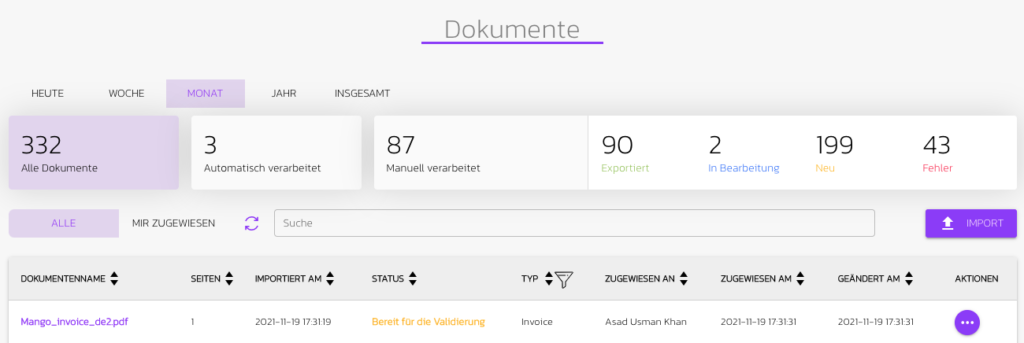 Dokumente
HEUTE WOCHE MONAT JAHR INSGESAMT
332 3 87 90 2 199 43
Alle Dokumente Automatisch verarbeitet Manuell verarbeitet Exportiert In Bearbeitung Neu Fehler
ALLE MIR ZUGEWIESEN Suche IMPORT
DOKUMENTENNAME SEITEN IMPORTIERT AM STATUS TYP ZUGEWIESEN AN ZUGEWIESEN AM GEÄNDERT AM AKTIONEN
Mango_invoice_de2.pdf 1 2021-11-19 17:31:19 Bereit für die Validierung Invoice Asad Usman Khan 2021-11-19 17:31:31 2021-11-19 17:31:31